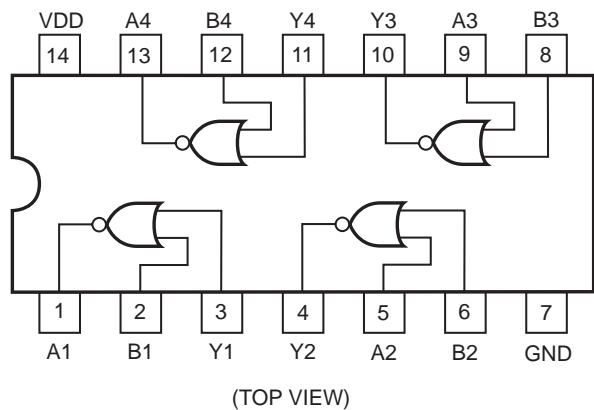 VDD A4 B4 Y4 Y3 A3 B3
14 13 12 11 10 9 8
1 2 3 4 5 6 7
A1 B1 Y1 Y2 A2 B2 GND
(TOP VIEW)